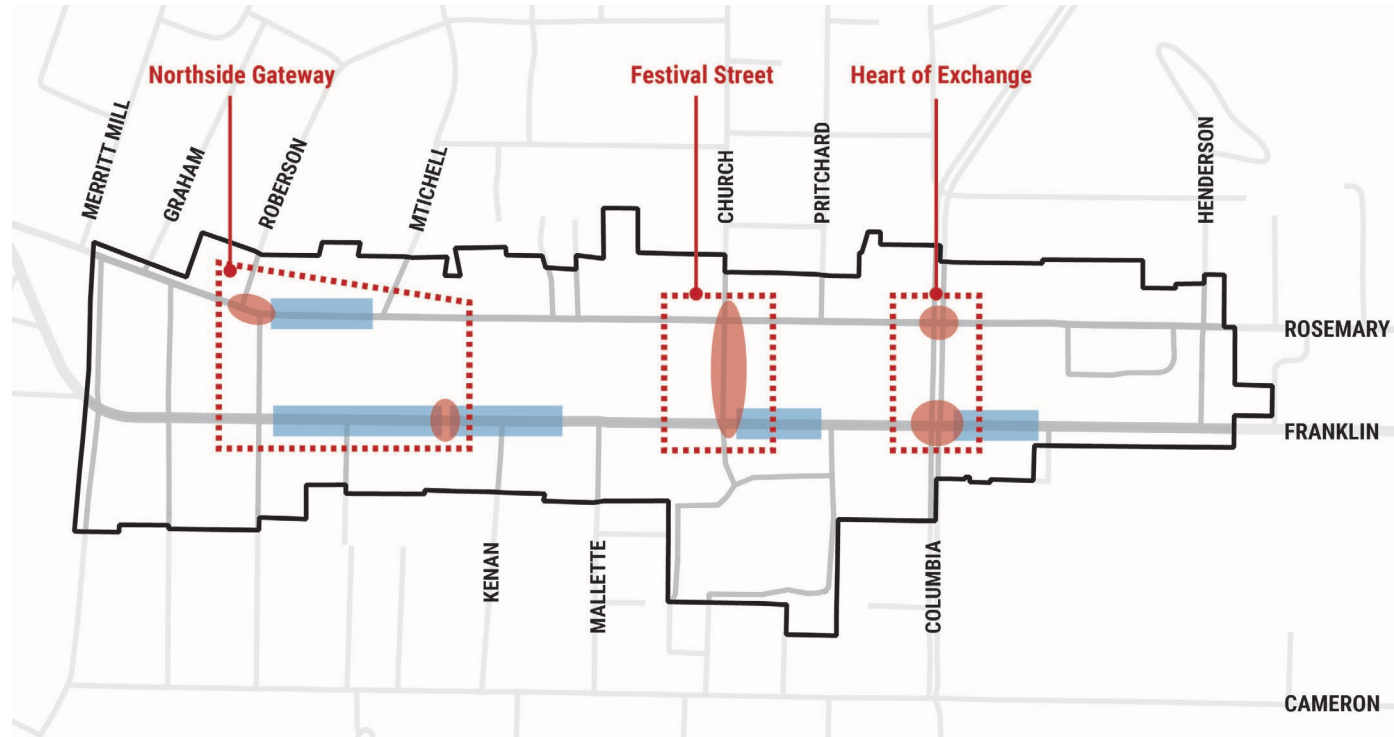 Northside Gateway
Festival Street
Heart of Exchange
MERRITT MILL
GRAHAM
ROBERSON
MTICHELL
CHURCH
PRITCHARD
HENDERSON
ROSEMARY
FRANKLIN
KENAN
MALLETTE
COLUMBIA
CAMERON